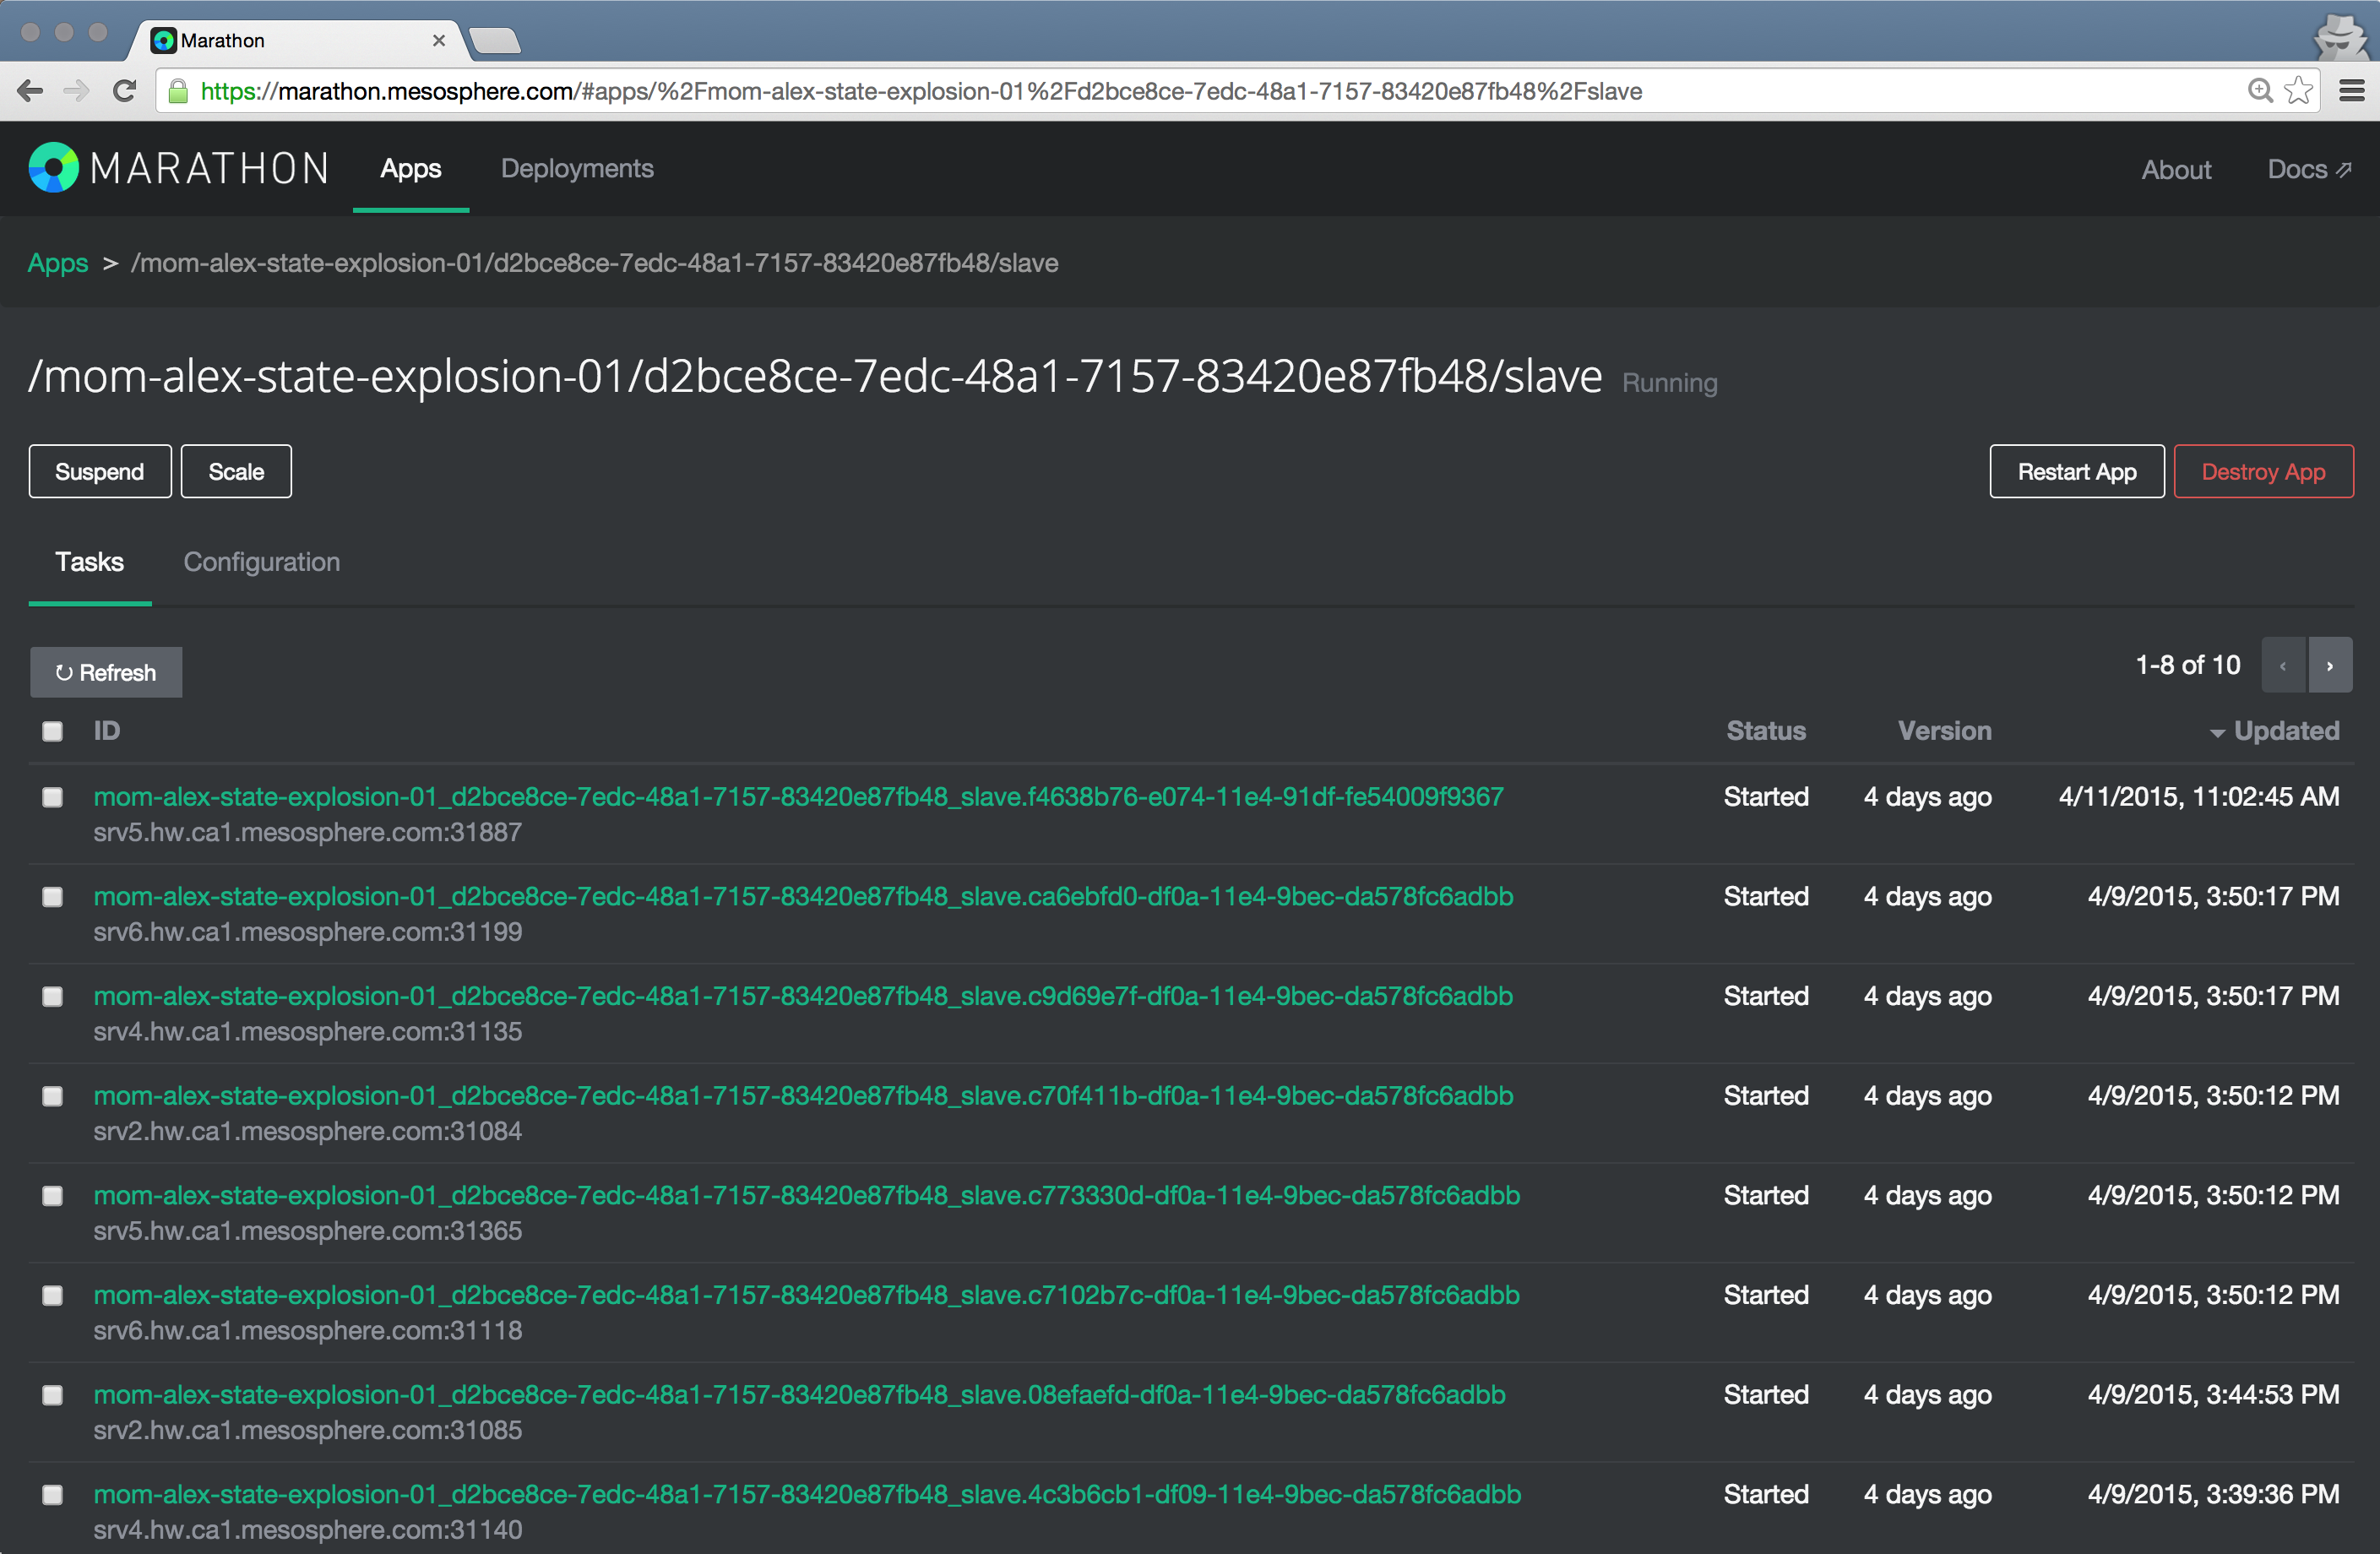 Marathon
https://marathon.mesosphere.com/#apps/%2Fmom-alex-state-explosion-01%2Fd2bce8ce-7edc-48a1-7157-83420e87fb48%2Fslave
MARATHON Apps Deployments About Docs
Apps > /mom-alex-state-explosion-01/d2bce8ce-7edc-48a1-7157-83420e87fb48/slave
/mom-alex-state-explosion-01/d2bce8ce-7edc-48a1-7157-83420e87fb48/slave Running
Suspend Scale Restart App Destroy App
Tasks Configuration
Refresh 1-8 of 10 ‹ ›
ID Status Version Updated
mom-alex-state-explosion-01_d2bce8ce-7edc-48a1-7157-83420e87fb48_slave.f4638b76-e074-11e4-91df-fe54009f9367 Started 4 days ago 4/11/2015, 11:02:45 AM
srv5.hw.ca1.mesosphere.com:31887
mom-alex-state-explosion-01_d2bce8ce-7edc-48a1-7157-83420e87fb48_slave.ca6ebfd0-df0a-11e4-9bec-da578fc6adbb Started 4 days ago 4/9/2015, 3:50:17 PM
srv6.hw.ca1.mesosphere.com:31199
mom-alex-state-explosion-01_d2bce8ce-7edc-48a1-7157-83420e87fb48_slave.c9d69e7f-df0a-11e4-9bec-da578fc6adbb Started 4 days ago 4/9/2015, 3:50:17 PM
srv4.hw.ca1.mesosphere.com:31135
mom-alex-state-explosion-01_d2bce8ce-7edc-48a1-7157-83420e87fb48_slave.c70f411b-df0a-11e4-9bec-da578fc6adbb Started 4 days ago 4/9/2015, 3:50:12 PM
srv2.hw.ca1.mesosphere.com:31084
mom-alex-state-explosion-01_d2bce8ce-7edc-48a1-7157-83420e87fb48_slave.c773330d-df0a-11e4-9bec-da578fc6adbb Started 4 days ago 4/9/2015, 3:50:12 PM
srv5.hw.ca1.mesosphere.com:31365
mom-alex-state-explosion-01_d2bce8ce-7edc-48a1-7157-83420e87fb48_slave.c7102b7c-df0a-11e4-9bec-da578fc6adbb Started 4 days ago 4/9/2015, 3:50:12 PM
srv6.hw.ca1.mesosphere.com:31118
mom-alex-state-explosion-01_d2bce8ce-7edc-48a1-7157-83420e87fb48_slave.08efaefd-df0a-11e4-9bec-da578fc6adbb Started 4 days ago 4/9/2015, 3:44:53 PM
srv2.hw.ca1.mesosphere.com:31085
mom-alex-state-explosion-01_d2bce8ce-7edc-48a1-7157-83420e87fb48_slave.4c3b6cb1-df09-11e4-9bec-da578fc6adbb Started 4 days ago 4/9/2015, 3:39:36 PM
srv4.hw.ca1.mesosphere.com:31140